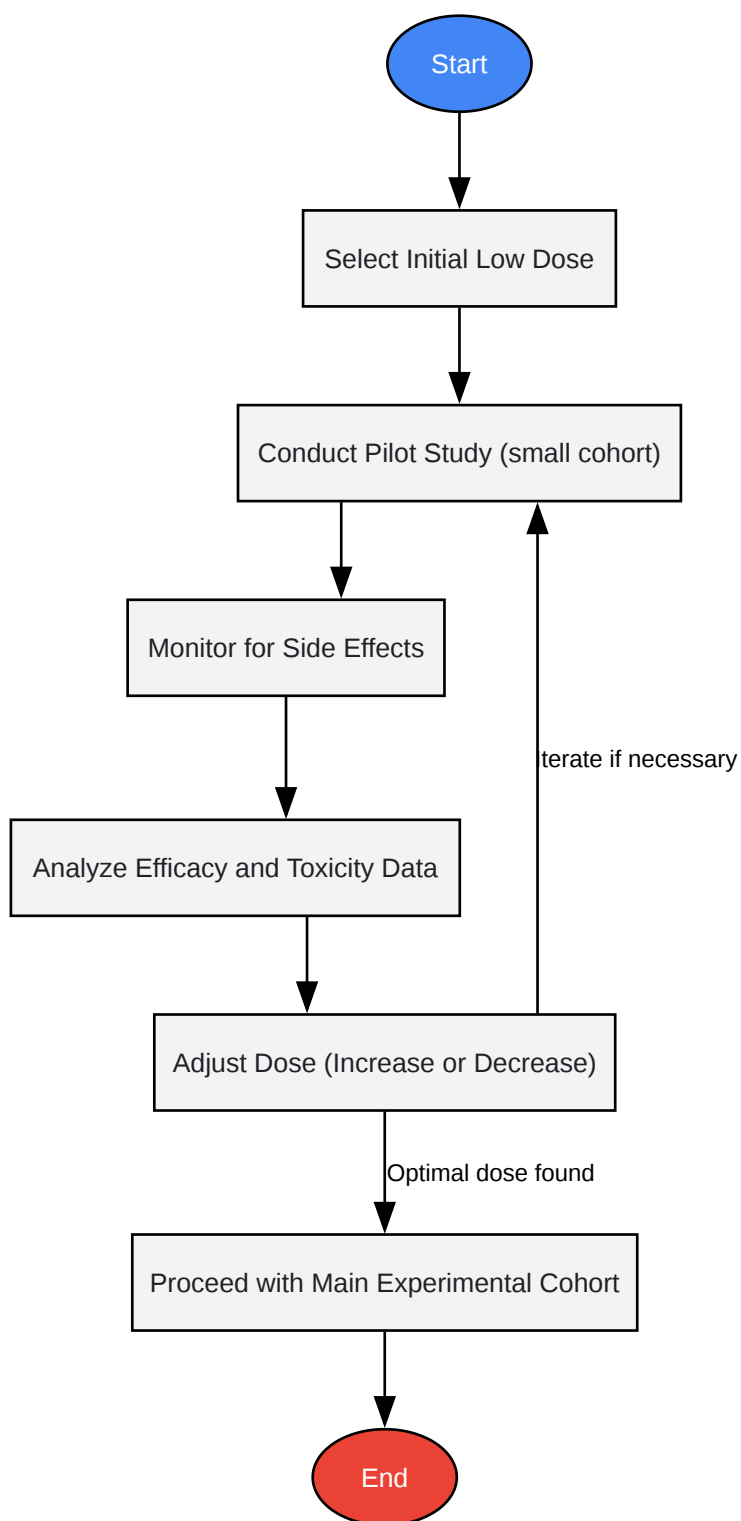 Start
Select Initial Low Dose
Conduct Pilot Study (small cohort)
Monitor for Side Effects
Iterate if necessary
Analyze Efficacy and Toxicity Data
Adjust Dose (Increase or Decrease)
Optimal dose found
Proceed with Main Experimental Cohort
End